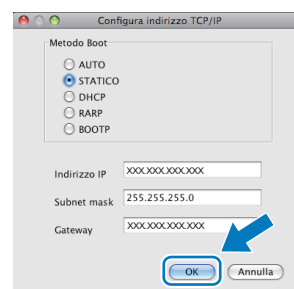 Configura indirizzo TCP/IP
Metodo Boot
AUTO
STATICO
DHCP
RARP
BOOTP
Indirizzo IP XXX.XXX.XXX.XXX
Subnet mask 255.255.255.0
Gateway XXX.XXX.XXX.XXX
OK Annulla